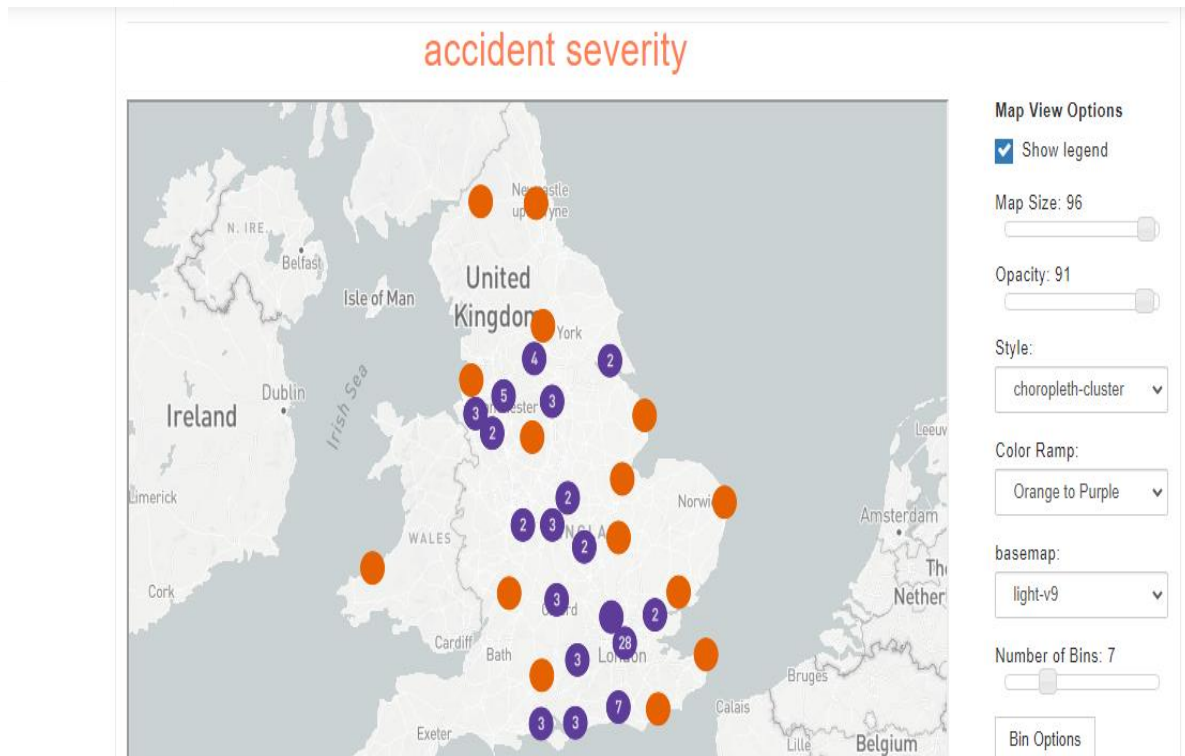 accident severity
Map View Options
Show legend
Map Size: 96
Opacity: 91
Style:
choropleth-cluster
Color Ramp:
Orange to Purple
basemap:
light-v9
Number of Bins: 7
Bin Options
N. IRE.
Belfast
Isle of Man
United
Kingdom
York
4
2
Dublin
Irish Sea
Ireland
5
3
3
2
Limerick
WALES
2
2
3
2
Amsterdam
Cork
3
2
Cardiff
Bath
3
28
London
Bruges
Calais
7
3
3
Exeter
Lille
Belgium